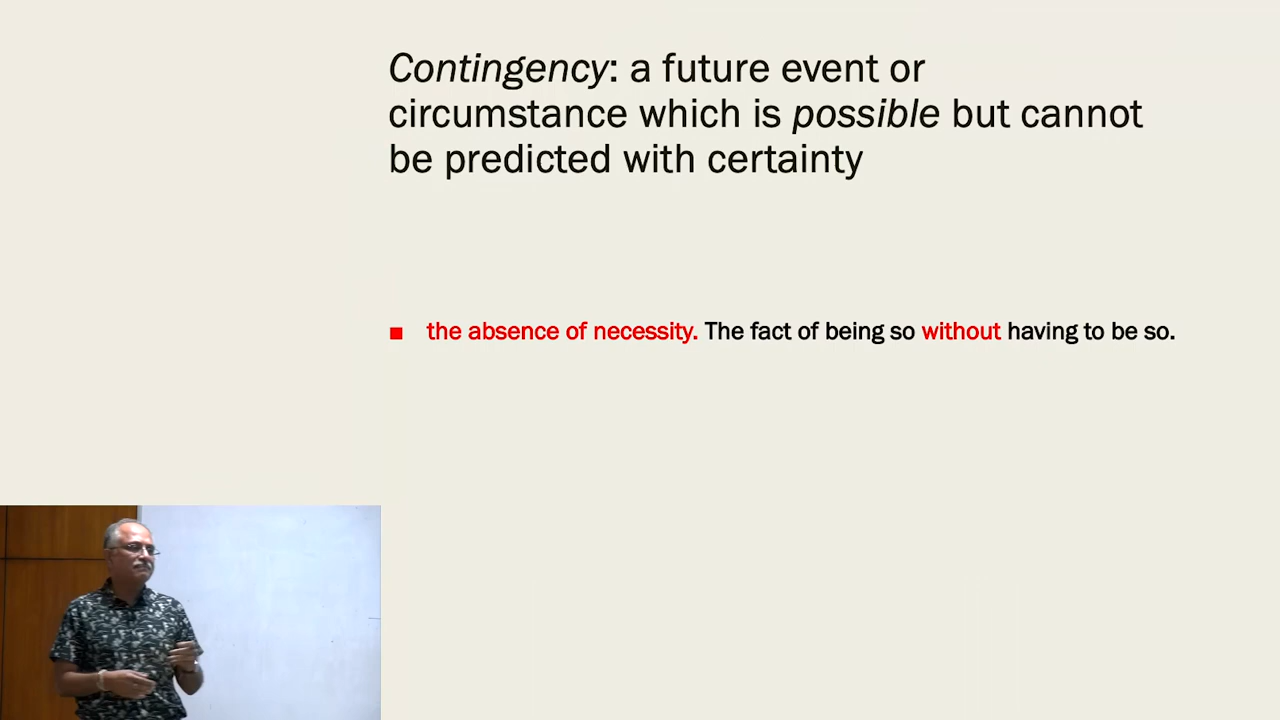 Contingency: a future event or
circumstance which is possible but cannot
be predicted with certainty
the absence of necessity. The fact of being so without having to be so.